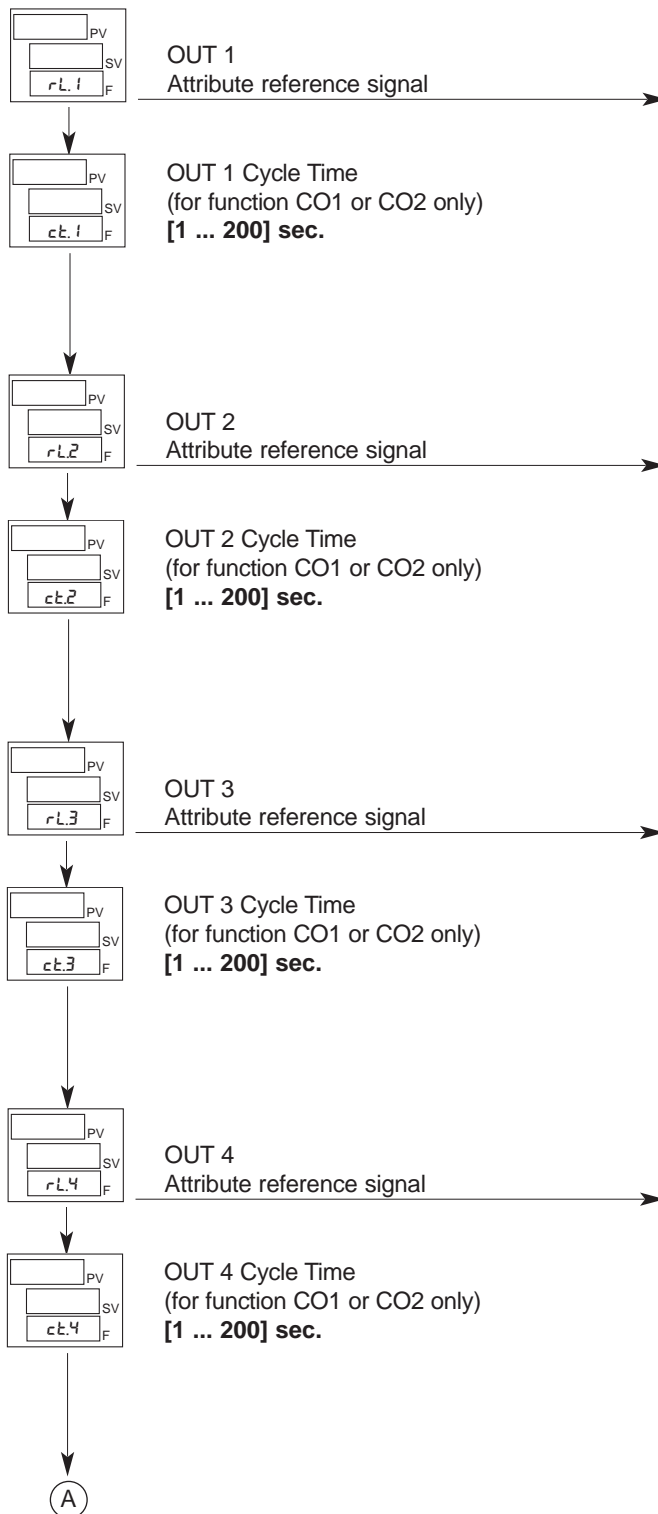 PV
SV
rL.1 F
OUT 1
Attribute reference signal
PV
SV
ct.1 F
OUT 1 Cycle Time
(for function CO1 or CO2 only)
[1 ... 200] sec.
PV
SV
rL.2 F
OUT 2
Attribute reference signal
PV
SV
ct.2 F
OUT 2 Cycle Time
(for function CO1 or CO2 only)
[1 ... 200] sec.
PV
SV
rL.3 F
OUT 3
Attribute reference signal
PV
SV
ct.3 F
OUT 3 Cycle Time
(for function CO1 or CO2 only)
[1 ... 200] sec.
PV
SV
rL.4 F
OUT 4
Attribute reference signal
PV
SV
ct.4 F
OUT 4 Cycle Time
(for function CO1 or CO2 only)
[1 ... 200] sec.
A